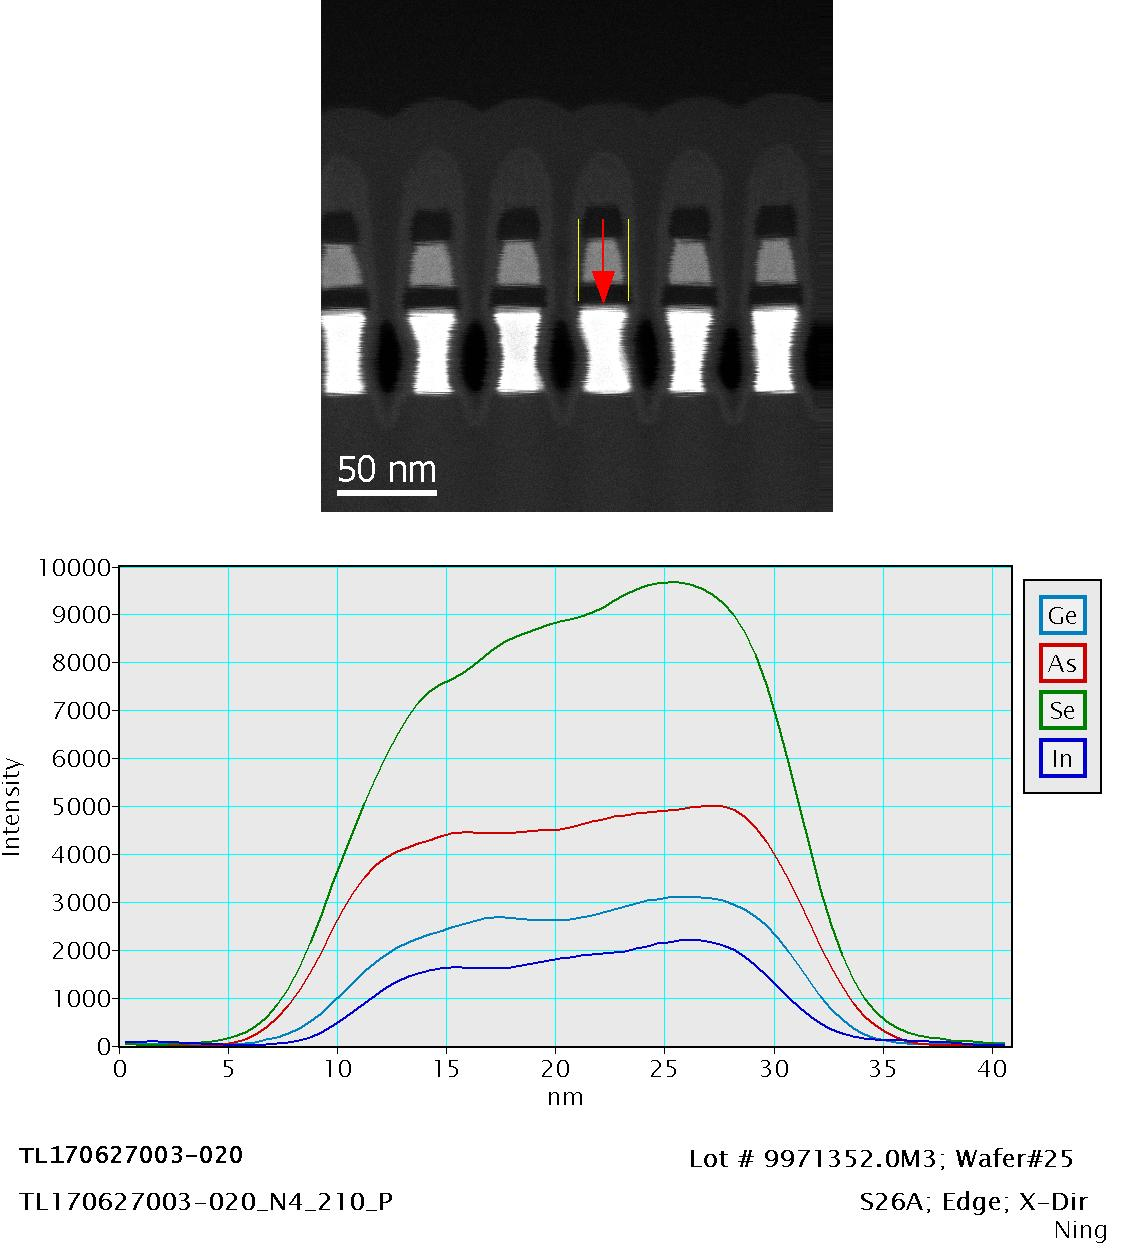 50 nm
10000
9000
8000
7000
6000
5000
4000
3000
2000
1000
0
Intensity
0 5 10 15 20 25 30 35 40
nm
Ge
As
Se
In
TL170627003-020
Lot # 9971352.0M3; Wafer#25
TL170627003-020_N4_210_P
S26A; Edge; X-Dir
Ning